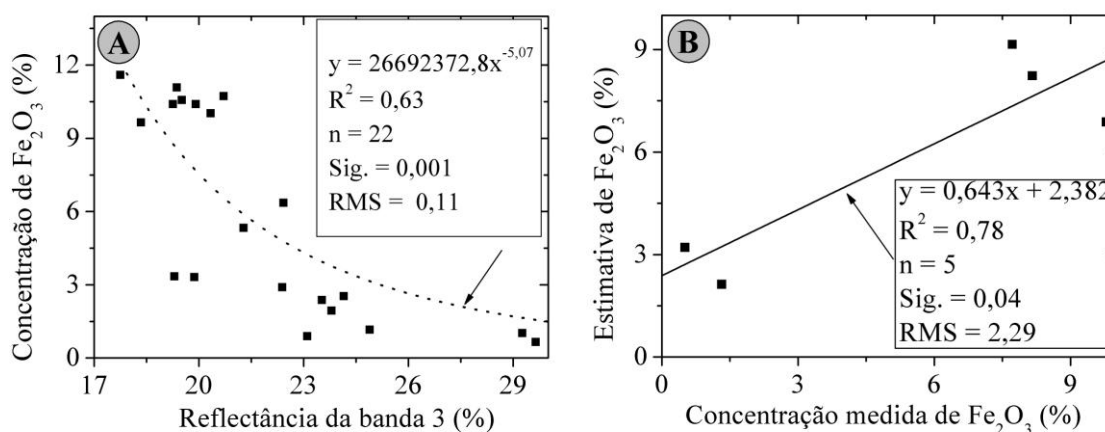 A
Concentração de Fe2O3 (%)
12
9
6
3
0
17
20
23
26
29
Reflectância da banda 3 (%)
y = 26692372,8x^-5,07
R² = 0,63
n = 22
Sig. = 0,001
RMS = 0,11
B
Estimativa de Fe2O3 (%)
9
6
3
0
0
3
6
9
Concentração medida de Fe2O3 (%)
y = 0,643x + 2,382
R² = 0,78
n = 5
Sig. = 0,04
RMS = 2,29